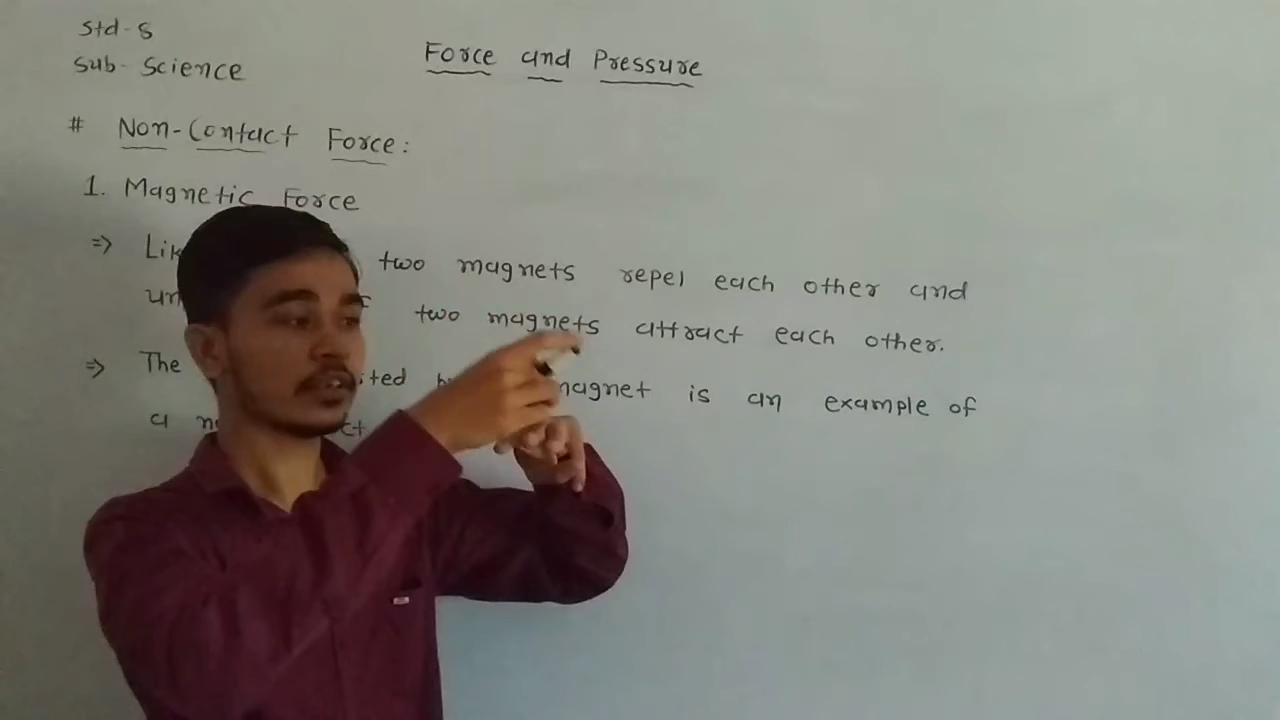 Std-8
Sub- Science
Force and Pressure
# Non-Contact Force:
1. Magnetic Force
=> two magnets repel each other and
two magnets attract each other.
=> The magnet is an example of
a